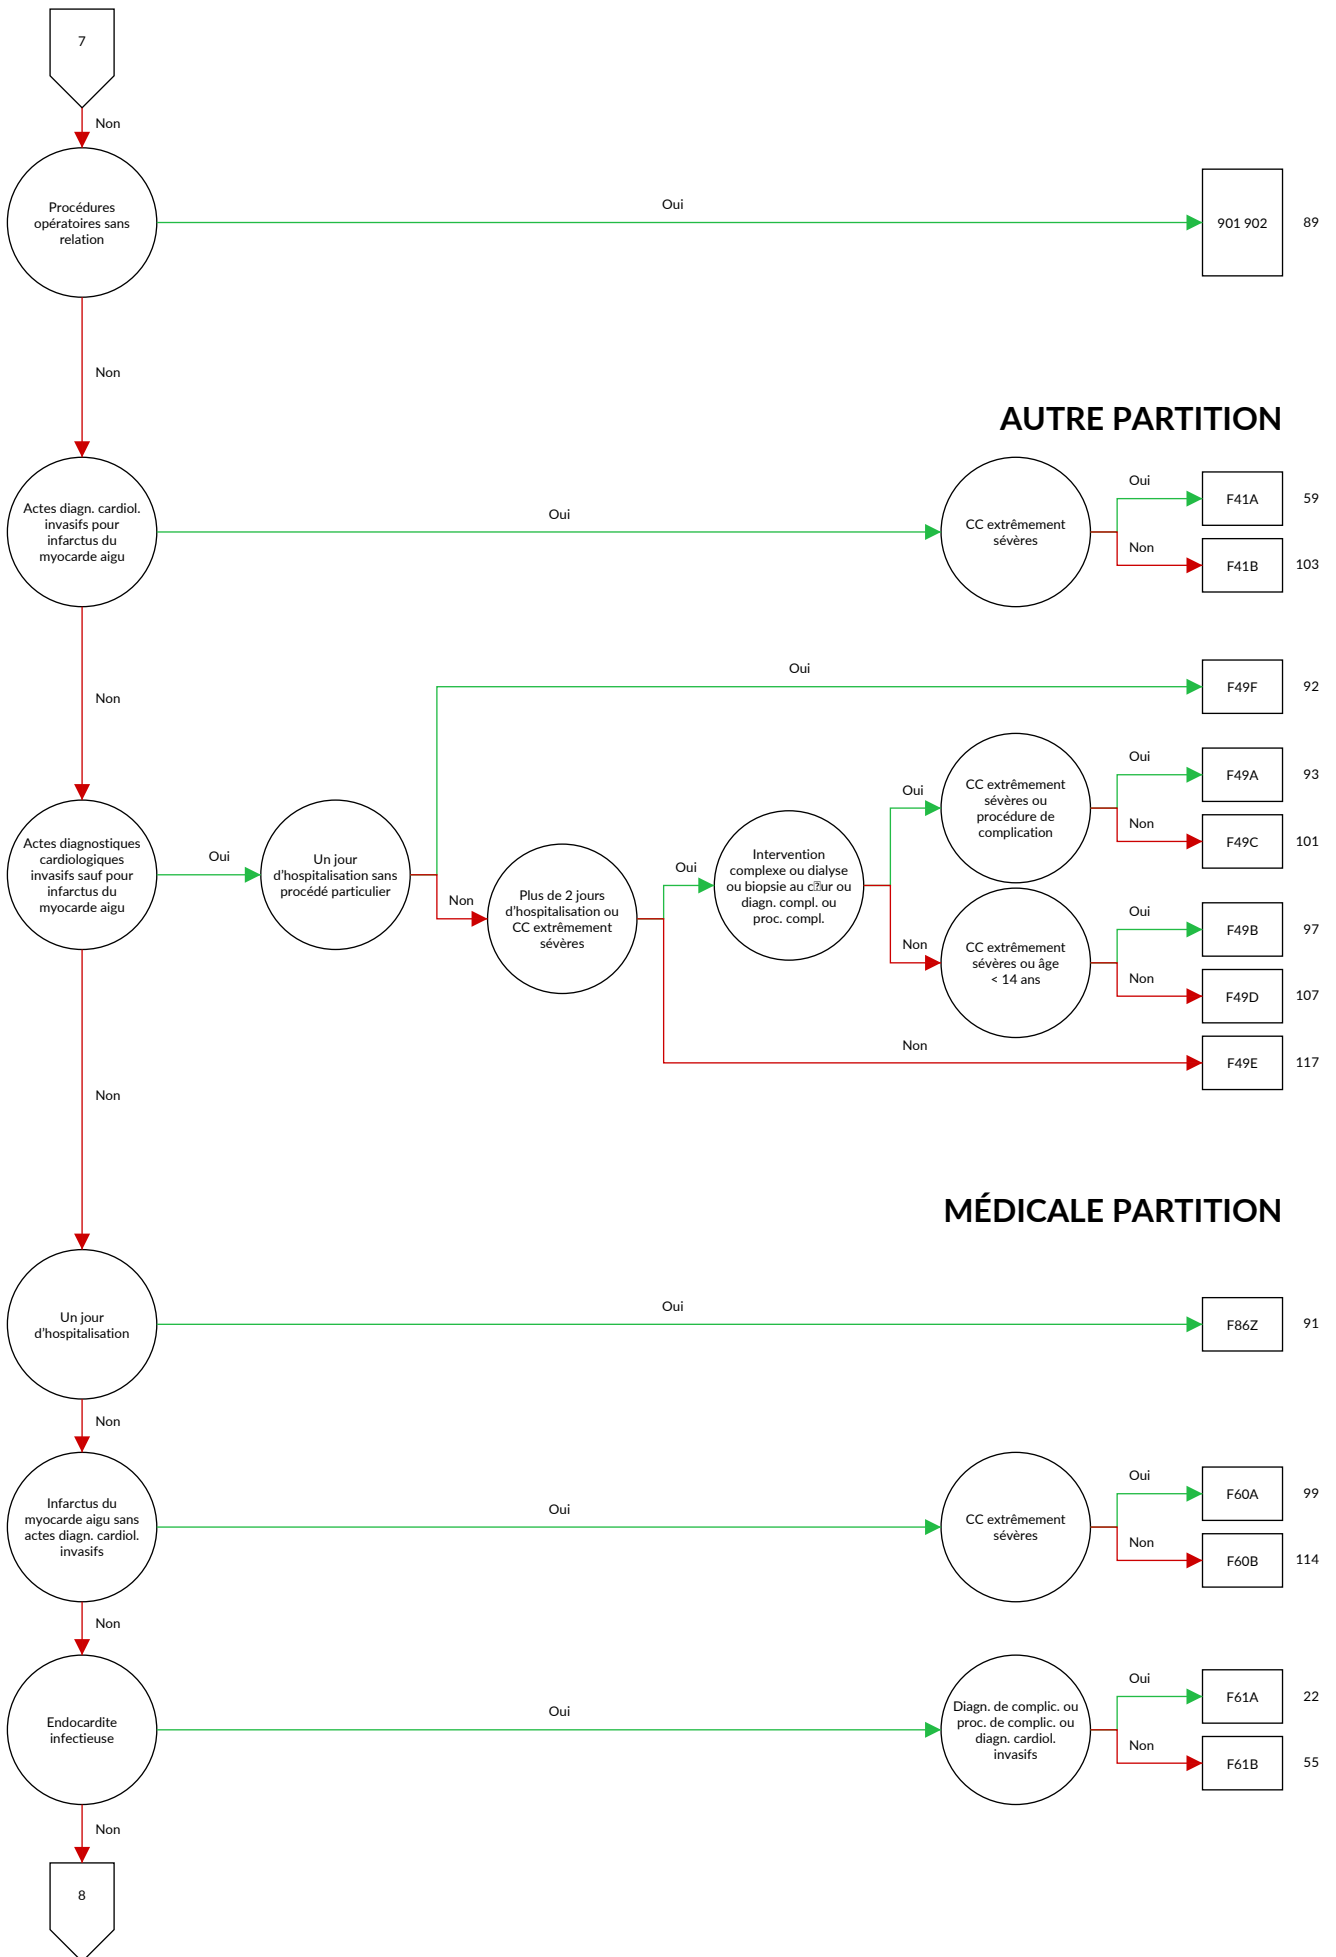 7
Non
Procédures
opératoires sans
relation
Oui
901 902
89
Non
AUTRE PARTITION
Actes diagn. cardiol.
invasifs pour
infarctus du
myocarde aigu
Oui
CC extrêmement
sévères
Oui
F41A
59
Non
F41B
103
Non
Oui
F49F
92
Actes diagnostiques
cardiologiques
invasifs sauf pour
infarctus du
myocarde aigu
Oui
Un jour
d'hospitalisation sans
procédé particulier
Non
Plus de 2 jours
d'hospitalisation ou
CC extrêmement
sévères
Oui
Intervention
complexe ou dialyse
ou biopsie au c⍰ur ou
diagn. compl. ou
proc. compl.
Oui
CC extrêmement
sévères ou
procédure de
complication
Oui
F49A
93
Non
F49C
101
Non
CC extrêmement
sévères ou âge
< 14 ans
Oui
F49B
97
Non
F49D
107
Non
F49E
117
Non
MÉDICALE PARTITION
Un jour
d'hospitalisation
Oui
F86Z
91
Non
Infarctus du
myocarde aigu sans
actes diagn. cardiol.
invasifs
Oui
CC extrêmement
sévères
Oui
F60A
99
Non
F60B
114
Non
Endocardite
infectieuse
Oui
Diagn. de complic. ou
proc. de complic. ou
diagn. cardiol.
invasifs
Oui
F61A
22
Non
F61B
55
Non
8